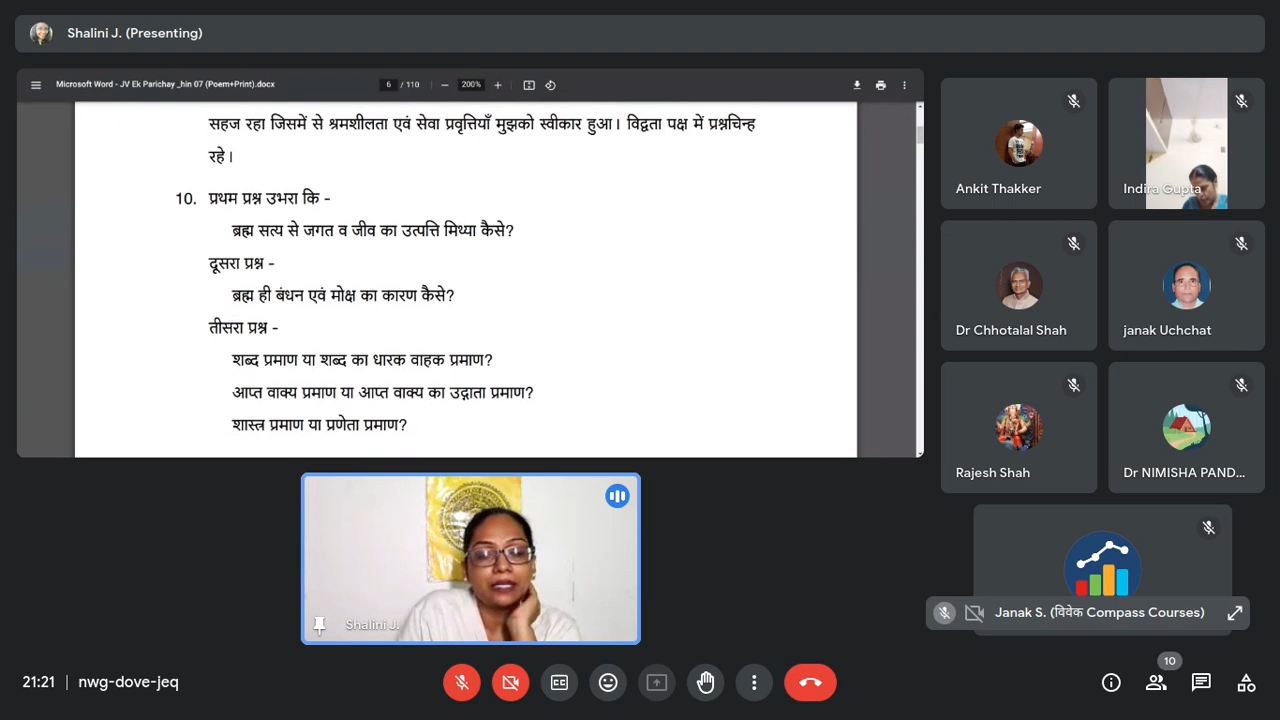 Shalini J. (Presenting)
Microsoft Word - JV Ek Parichay _hin 07 (Poem+Print).docx
6 / 110
200%
सहज रहा जिसमें से श्रमशीलता एवं सेवा प्रवृत्तियाँ मुझको स्वीकार हुआ। विद्वता पक्ष में प्रश्नचिन्ह
रहे।
10. प्रथम प्रश्न उभरा कि -
ब्रह्म सत्य से जगत व जीव का उत्पत्ति मिथ्या कैसे?
दूसरा प्रश्न -
ब्रह्म ही बंधन एवं मोक्ष का कारण कैसे?
तीसरा प्रश्न -
शब्द प्रमाण या शब्द का धारक वाहक प्रमाण?
आप्त वाक्य प्रमाण या आप्त वाक्य का उद्गाता प्रमाण?
शास्त्र प्रमाण या प्रणेता प्रमाण?
Ankit Thakker
Indira Gupta
Dr Chhotalal Shah
janak Uchchat
Rajesh Shah
Dr NIMISHA PAND...
Janak S. (विवेक Compass Courses)
Shalini J.
21:21 | nwg-dove-jeq
10